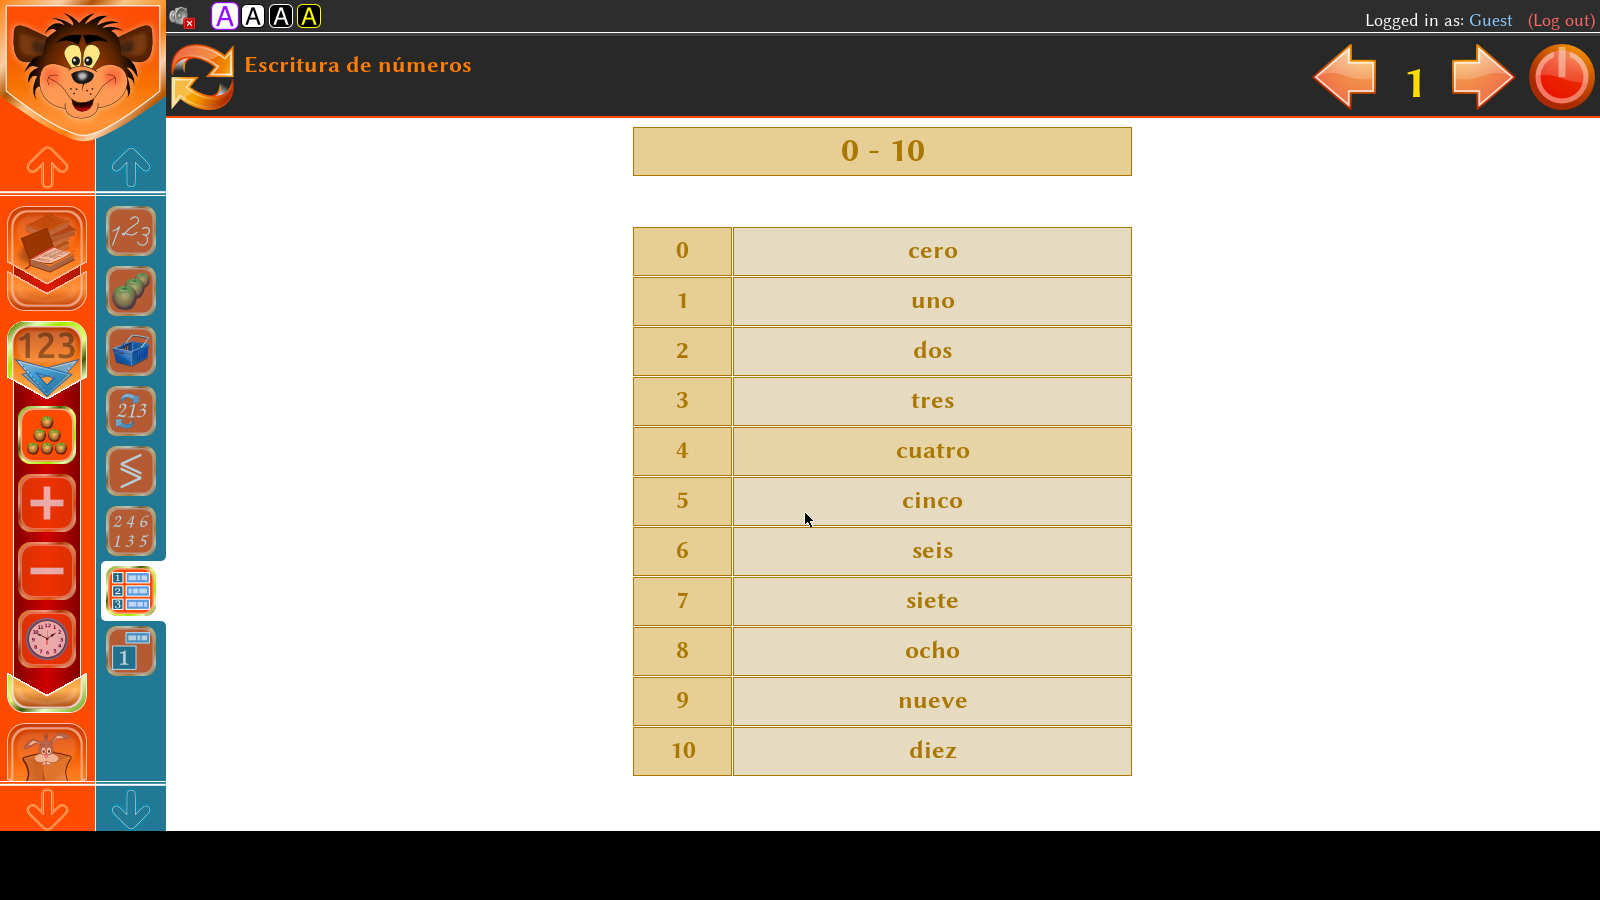 A A A A
Logged in as: Guest (Log out)
Escritura de números
1
0 - 10
0 cero
1 uno
2 dos
3 tres
4 cuatro
5 cinco
6 seis
7 siete
8 ocho
9 nueve
10 diez
123
123
213
2 4 6
1 3 5
1
2
3
1